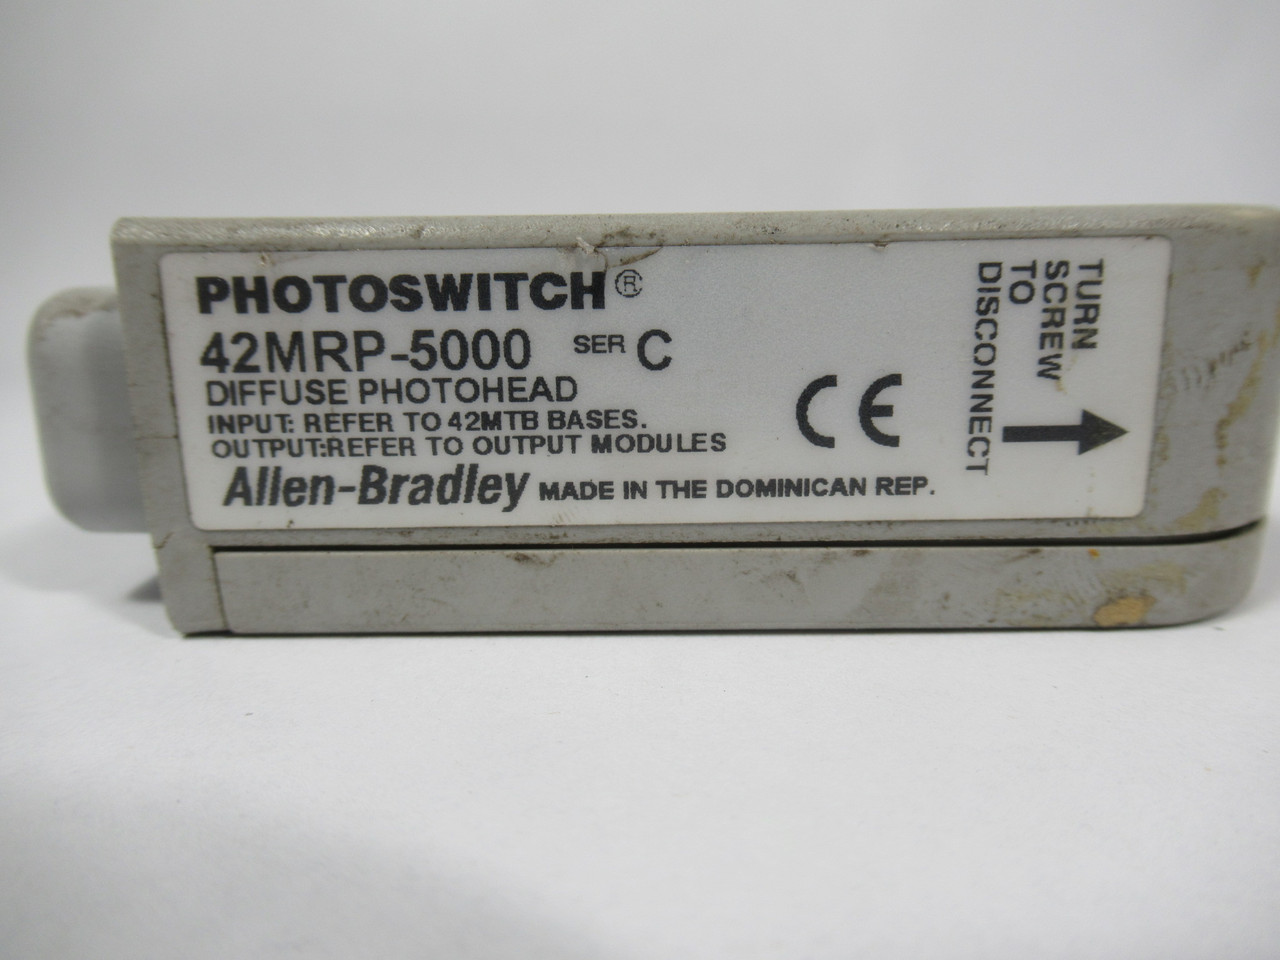 PHOTOSWITCH®
42MRP-5000 SER C
DIFFUSE PHOTOHEAD
INPUT: REFER TO 42MTB BASES.
OUTPUT:REFER TO OUTPUT MODULES
Allen-Bradley MADE IN THE DOMINICAN REP.
CE
TURN
SCREW
TO
DISCONNECT